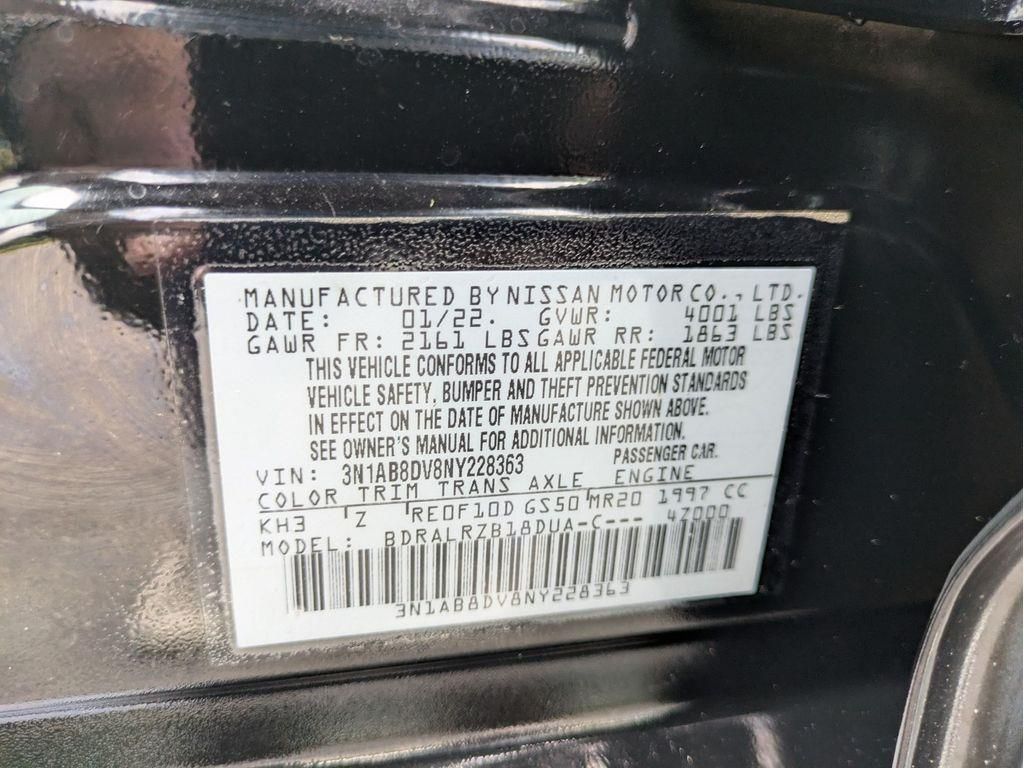 MANUFACTURED BY NISSAN MOTOR CO., LTD.
DATE: 01/22. GVWR: 4001 LBS
GAWR FR: 2161 LBS GAWR RR: 1863 LBS
THIS VEHICLE CONFORMS TO ALL APPLICABLE FEDERAL MOTOR
VEHICLE SAFETY, BUMPER AND THEFT PREVENTION STANDARDS
IN EFFECT ON THE DATE OF MANUFACTURE SHOWN ABOVE.
SEE OWNER'S MANUAL FOR ADDITIONAL INFORMATION.
VIN: 3N1AB8DV8NY228363 PASSENGER CAR.
COLOR TRIM TRANS AXLE ENGINE
KH3 Z RE0F10D GS50 MR20 1997 CC
MODEL: BDRALRZB18DUA-C--- 4Z000
3N1AB8DV8NY228363